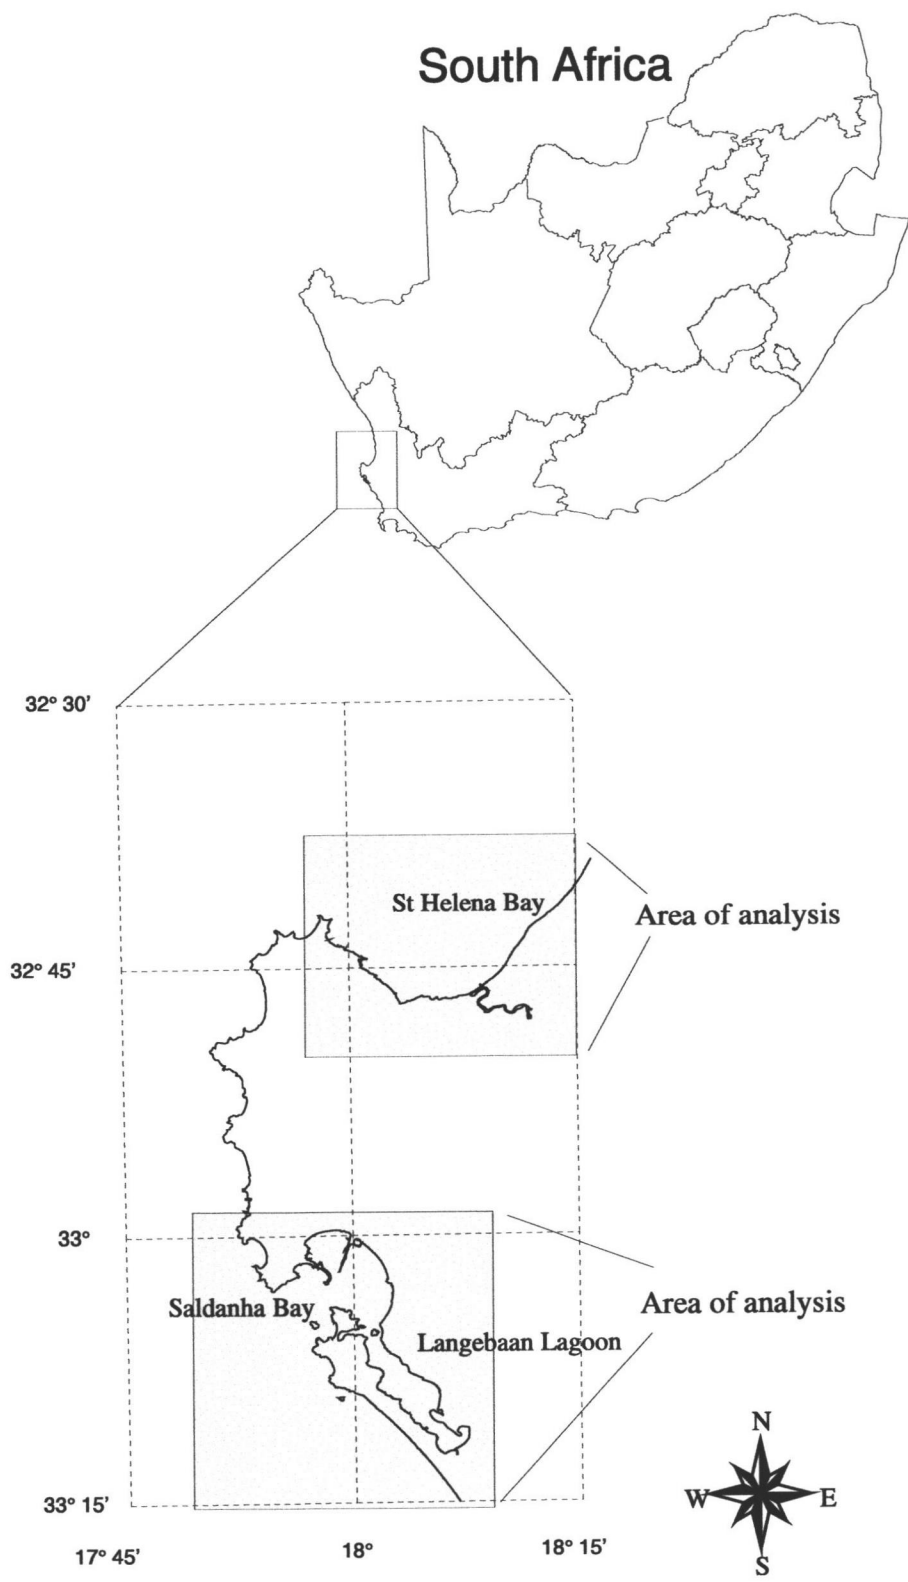 South Africa
32° 30'
St Helena Bay
Area of analysis
32° 45'
33°
Saldanha Bay
Area of analysis
Langebaan Lagoon
33° 15'
17° 45'
18°
18° 15'
N
W
E
S